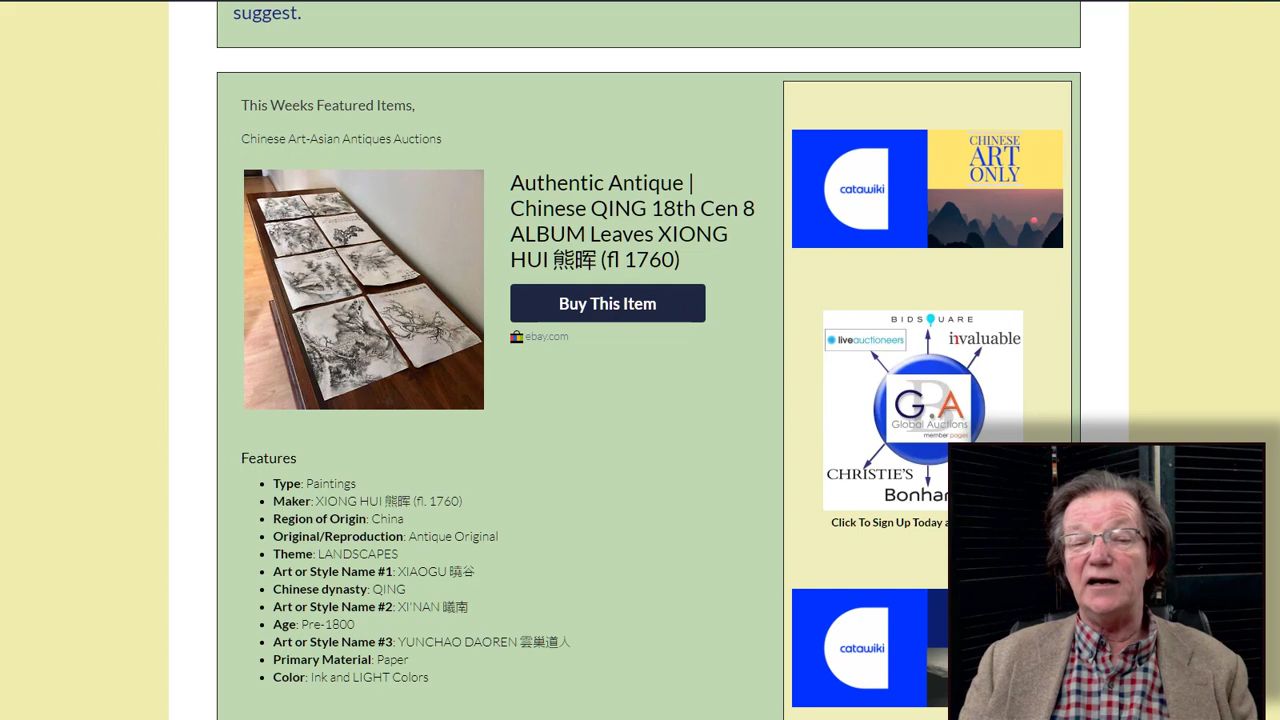 suggest.
This Weeks Featured Items,
Chinese Art-Asian Antiques Auctions
Authentic Antique |
Chinese QING 18th Cen 8
ALBUM Leaves XIONG
HUI 熊晖 (fl 1760)
Buy This Item
ebay.com
Features
Type: Paintings
Maker: XIONG HUI 熊晖 (fl. 1760)
Region of Origin: China
Original/Reproduction: Antique Original
Theme: LANDSCAPES
Art or Style Name #1: XIAOGU 曉谷
Chinese dynasty: QING
Art or Style Name #2: XI'NAN 曦南
Age: Pre-1800
Art or Style Name #3: YUNCHAO DAOREN 雲巢道人
Primary Material: Paper
Color: Ink and LIGHT Colors
catawiki
CHINESE
ART
ONLY
BIDSQUARE
liveauctioneers
invaluable
G.A
Global Auctions
member pages
CHRISTIE'S
Bonham
Click To Sign Up Today a
catawiki